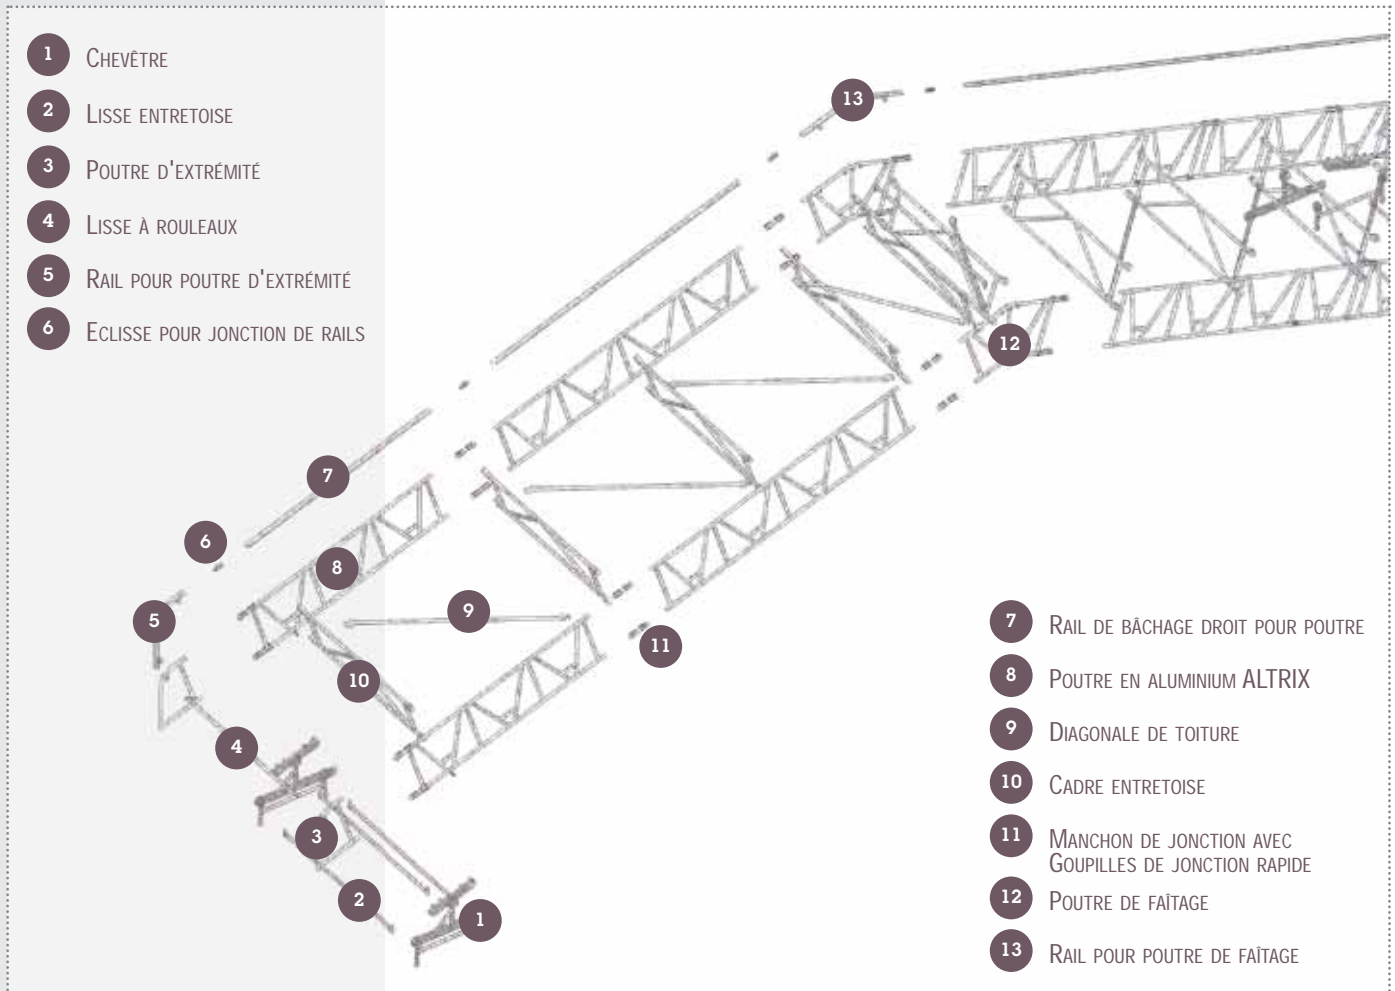 1 Chevêtre
2 Lisse entretoise
3 Poutre d'extrémité
4 Lisse à rouleaux
5 Rail pour poutre d'extrémité
6 Eclisse pour jonction de rails
13
12
7
6
8
5
9
11
10
4
3
2
1
7 Rail de bâchage droit pour poutre
8 Poutre en aluminium ALTRIX
9 Diagonale de toiture
10 Cadre entretoise
11 Manchon de jonction avec
Goupilles de jonction rapide
12 Poutre de faîtage
13 Rail pour poutre de faîtage